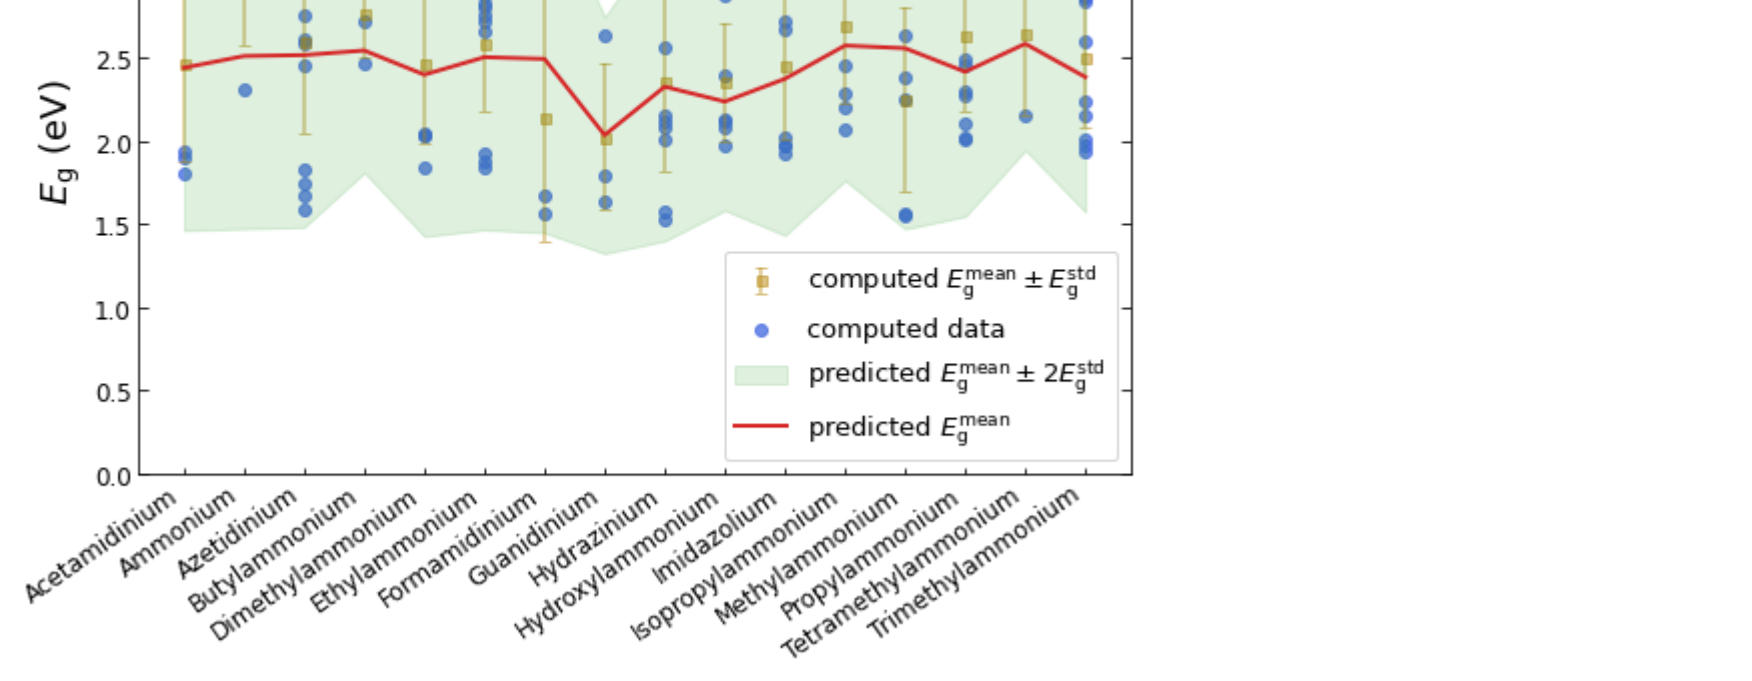 2.5
2.0
1.5
1.0
0.5
0.0
E_g (eV)
computed E_g^mean ± E_g^std
computed data
predicted E_g^mean ± 2E_g^std
predicted E_g^mean
Acetamidinium
Ammonium
Azetidinium
Butylammonium
Dimethylammonium
Ethylammonium
Formamidinium
Guanidinium
Hydrazinium
Hydroxylammonium
Imidazolium
Isopropylammonium
Methylammonium
Propylammonium
Tetramethylammonium
Trimethylammonium